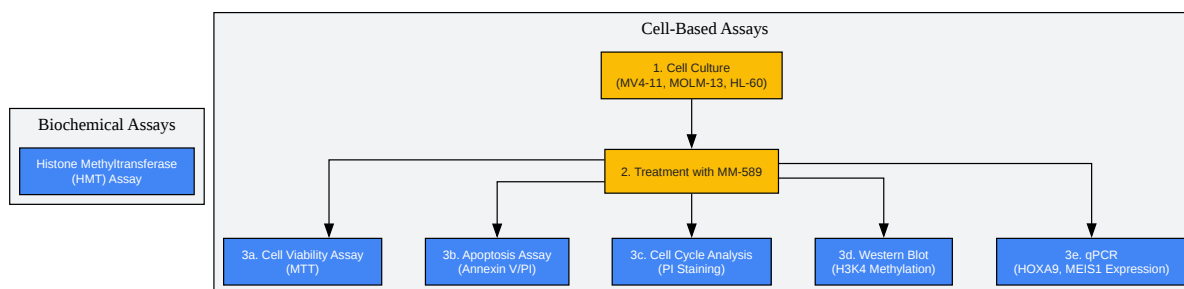 Cell-Based Assays
1. Cell Culture
(MV4-11, MOLM-13, HL-60)
Biochemical Assays
Histone Methyltransferase
(HMT) Assay
2. Treatment with MM-589
3a. Cell Viability Assay
(MTT)
3b. Apoptosis Assay
(Annexin V/PI)
3c. Cell Cycle Analysis
(PI Staining)
3d. Western Blot
(H3K4 Methylation)
3e. qPCR
(HOXA9, MEIS1 Expression)